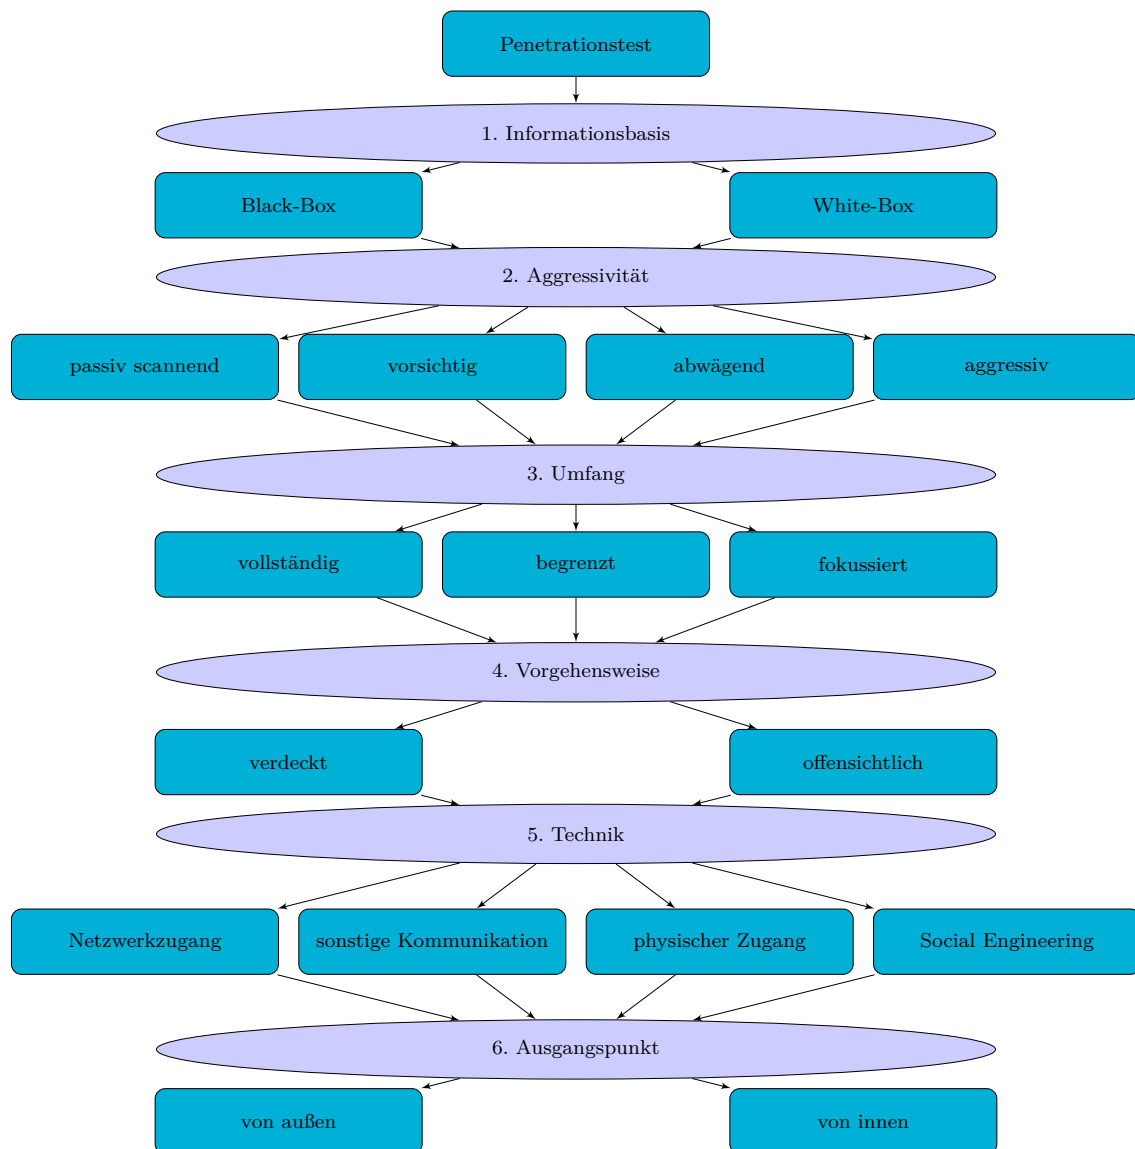 Penetrationstest
1. Informationsbasis
Black-Box
White-Box
2. Aggressivität
passiv scannend
vorsichtig
abwägend
aggressiv
3. Umfang
vollständig
begrenzt
fokussiert
4. Vorgehensweise
verdeckt
offensichtlich
5. Technik
Netzwerkzugang
sonstige Kommunikation
physischer Zugang
Social Engineering
6. Ausgangspunkt
von außen
von innen